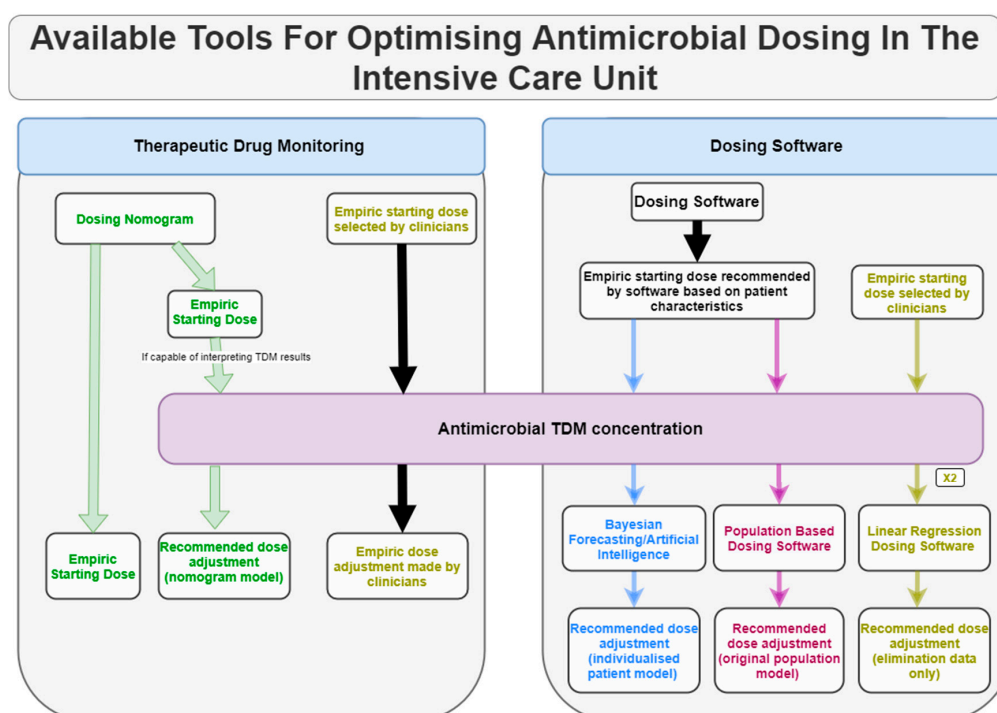 Available Tools For Optimising Antimicrobial Dosing In The
Intensive Care Unit
Therapeutic Drug Monitoring
Dosing Nomogram
Empiric starting dose
selected by clinicians
Empiric
Starting Dose
If capable of interpreting TDM results
Dosing Software
Dosing Software
Empiric starting dose recommended
by software based on patient
characteristics
Empiric starting
dose selected by
clinicians
Antimicrobial TDM concentration
X2
Empiric
Starting Dose
Recommended dose
adjustment
(nomogram model)
Empiric dose
adjustment made by
clinicians
Bayesian
Forecasting/Artificial
Intelligence
Population Based
Dosing Software
Linear Regression
Dosing Software
Recommended dose
adjustment
(individualised
patient model)
Recommended
dose adjustment
(original population
model)
Recommended dose
adjustment
(elimination data
only)